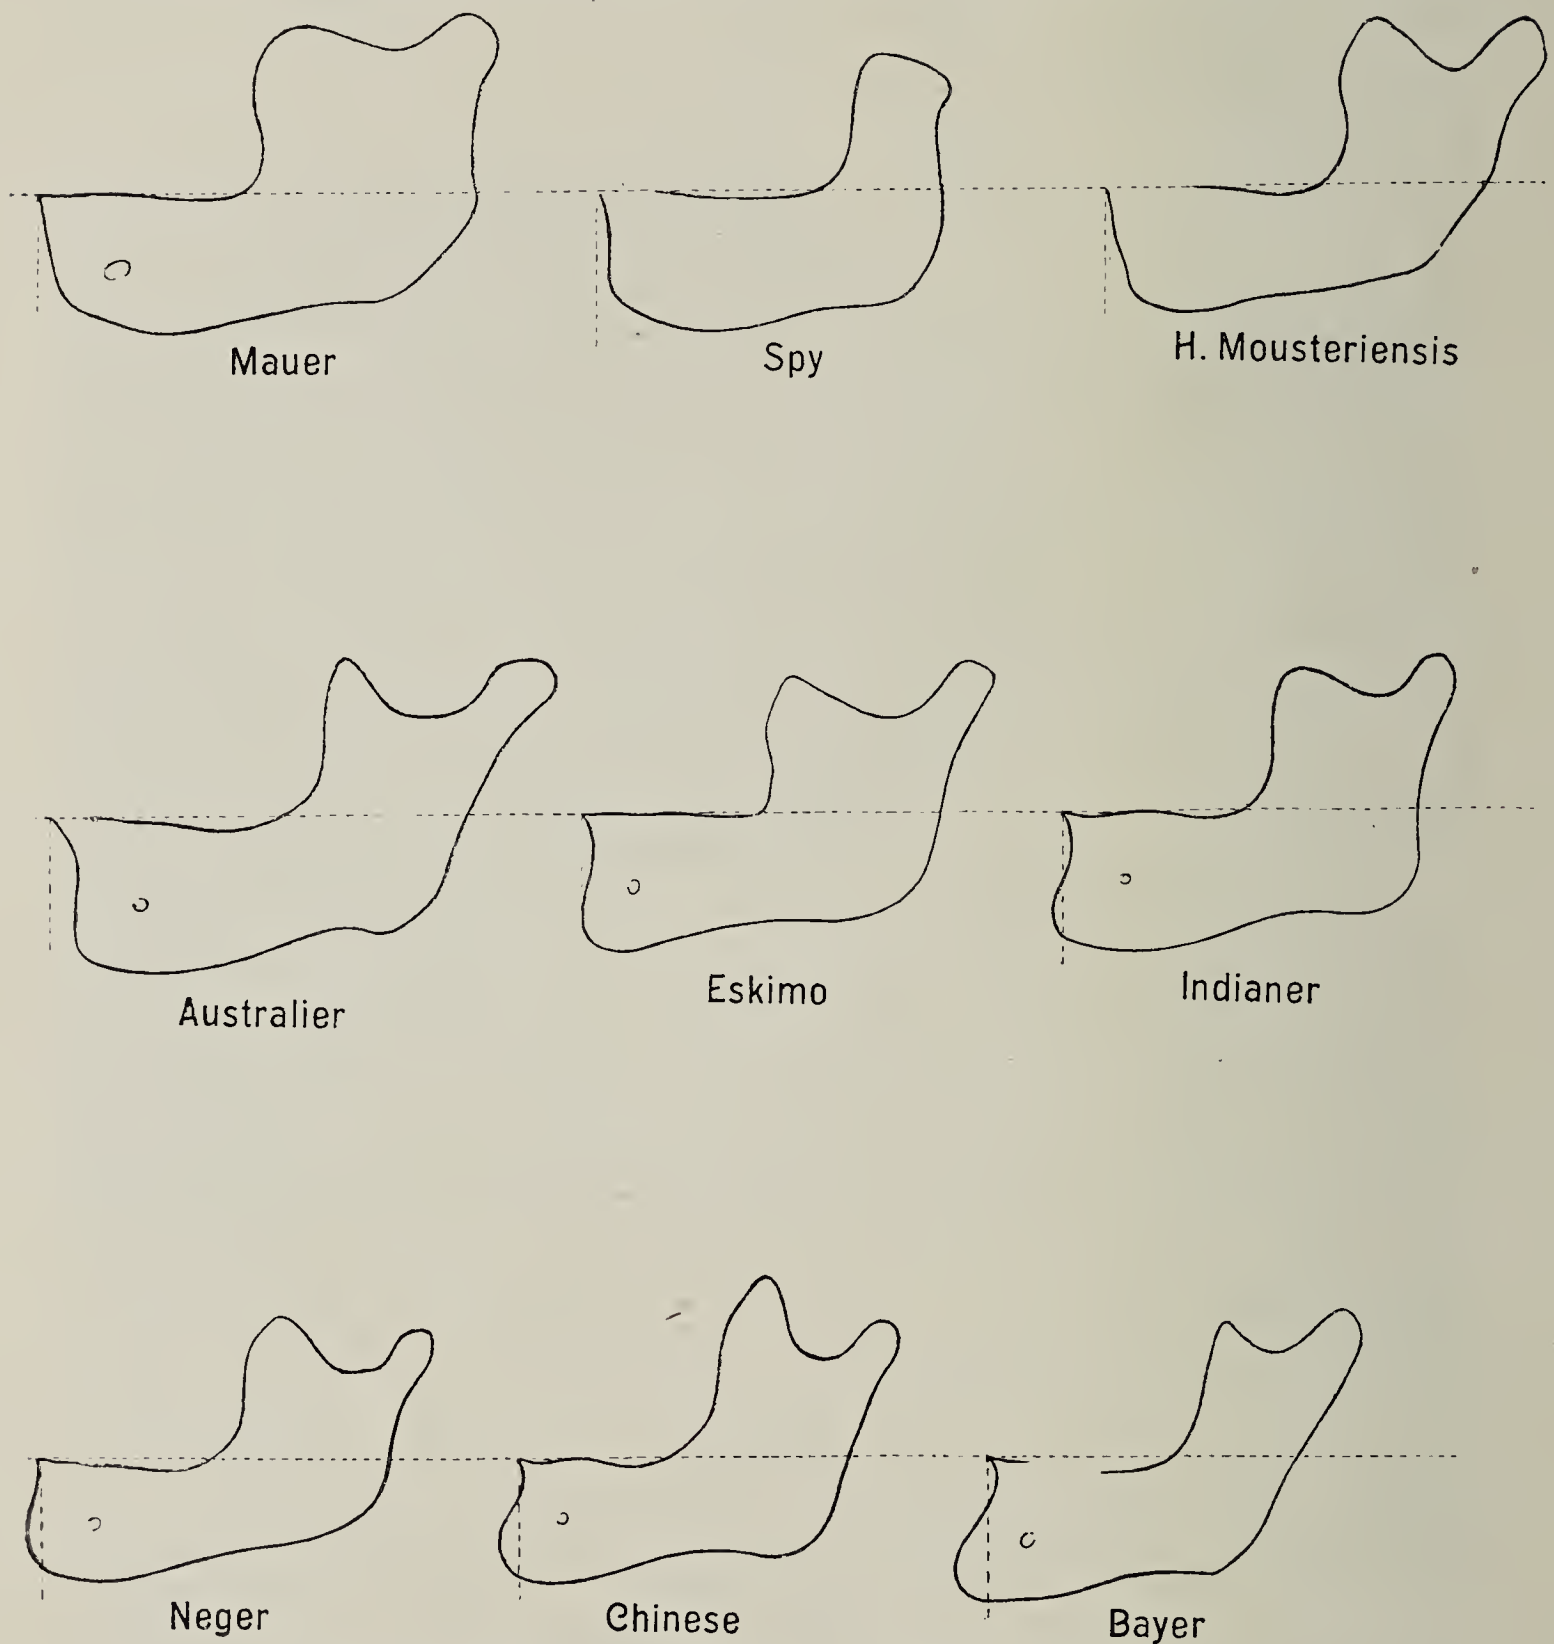 Mauer
Spy
H. Mousteriensis
Australier
Eskimo
Indianer
Neger
Chinese
Bayer